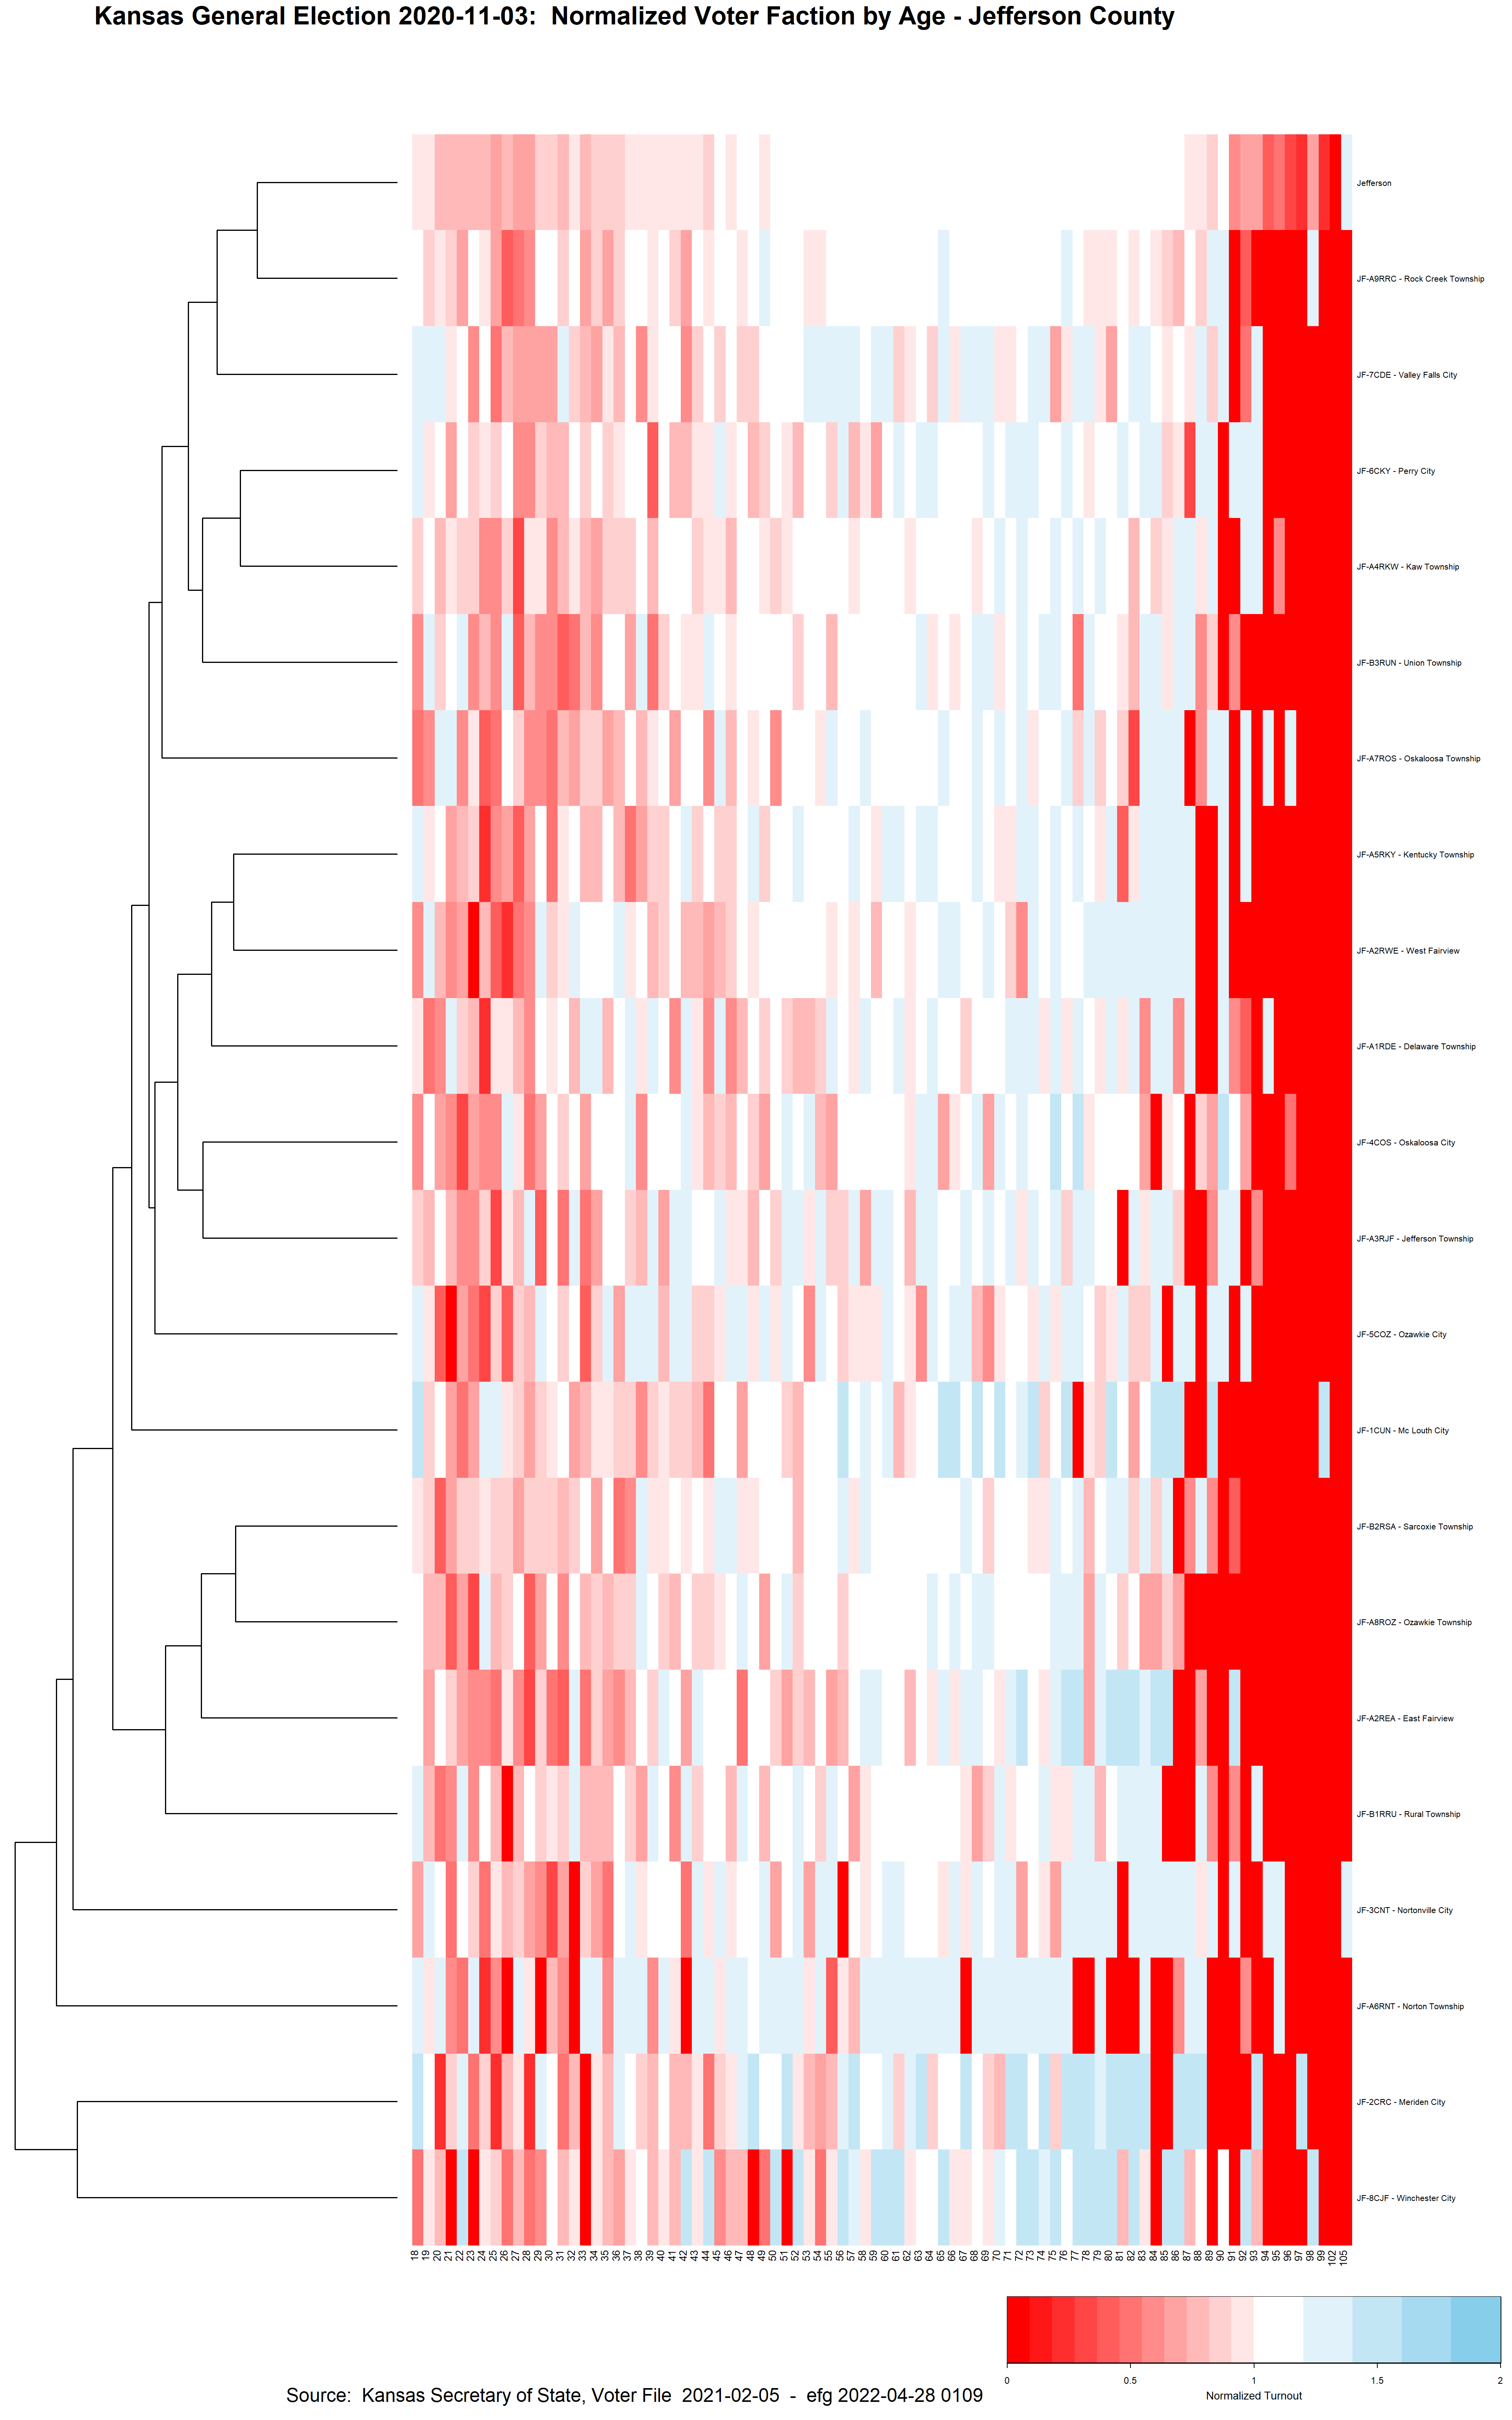 Kansas General Election 2020-11-03:  Normalized Voter Faction by Age - Jefferson County
Jefferson
JF-A9RRC - Rock Creek Township
JF-7CDE - Valley Falls City
JF-6CKY - Perry City
JF-A4RKW - Kaw Township
JF-B3RUN - Union Township
JF-A7ROS - Oskaloosa Township
JF-A5RKY - Kentucky Township
JF-A2RWE - West Fairview
JF-A1RDE - Delaware Township
JF-4COS - Oskaloosa City
JF-A3RJF - Jefferson Township
JF-5COZ - Ozawkie City
JF-1CUN - Mc Louth City
JF-B2RSA - Sarcoxie Township
JF-A8ROZ - Ozawkie Township
JF-A2REA - East Fairview
JF-B1RRU - Rural Township
JF-3CNT - Nortonville City
JF-A6RNT - Norton Township
JF-2CRC - Meriden City
JF-8CJF - Winchester City
18 19 20 21 22 23 24 25 26 27 28 29 30 31 32 33 34 35 36 37 38 39 40 41 42 43 44 45 46 47 48 49 50 51 52 53 54 55 56 57 58 59 60 61 62 63 64 65 66 67 68 69 70 71 72 73 74 75 76 77 78 79 80 81 82 83 84 85 86 87 88 89 90 91 92 93 94 95 96 97 98 99 102 105
0 0.5 1 1.5 2
Normalized Turnout
Source:  Kansas Secretary of State, Voter File  2021-02-05  -  efg 2022-04-28 0109